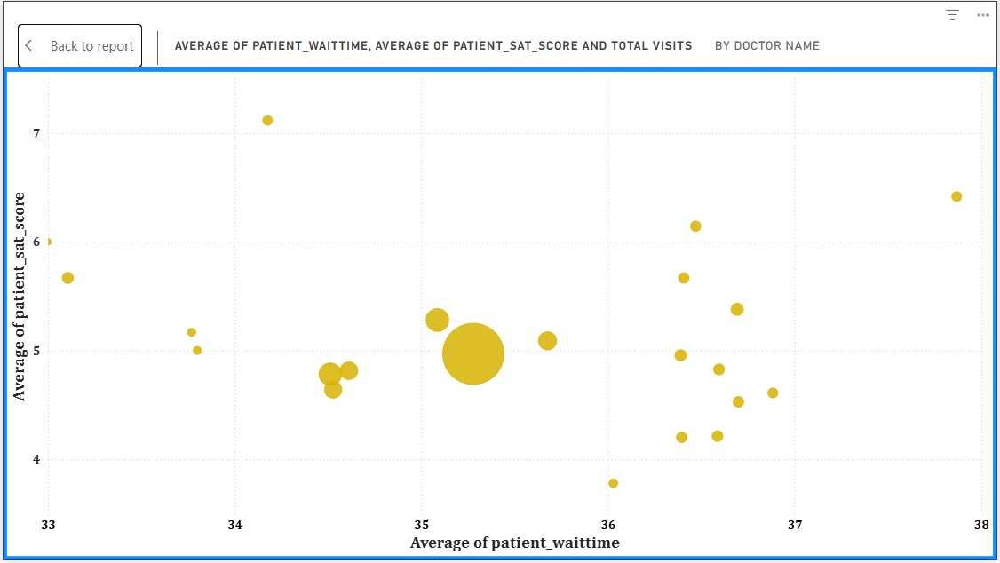 Back to report
AVERAGE OF PATIENT_WAITTIME, AVERAGE OF PATIENT_SAT_SCORE AND TOTAL VISITS BY DOCTOR NAME
Average of patient_sat_score
7
6
5
4
33 34 35 36 37 38
Average of patient_waittime